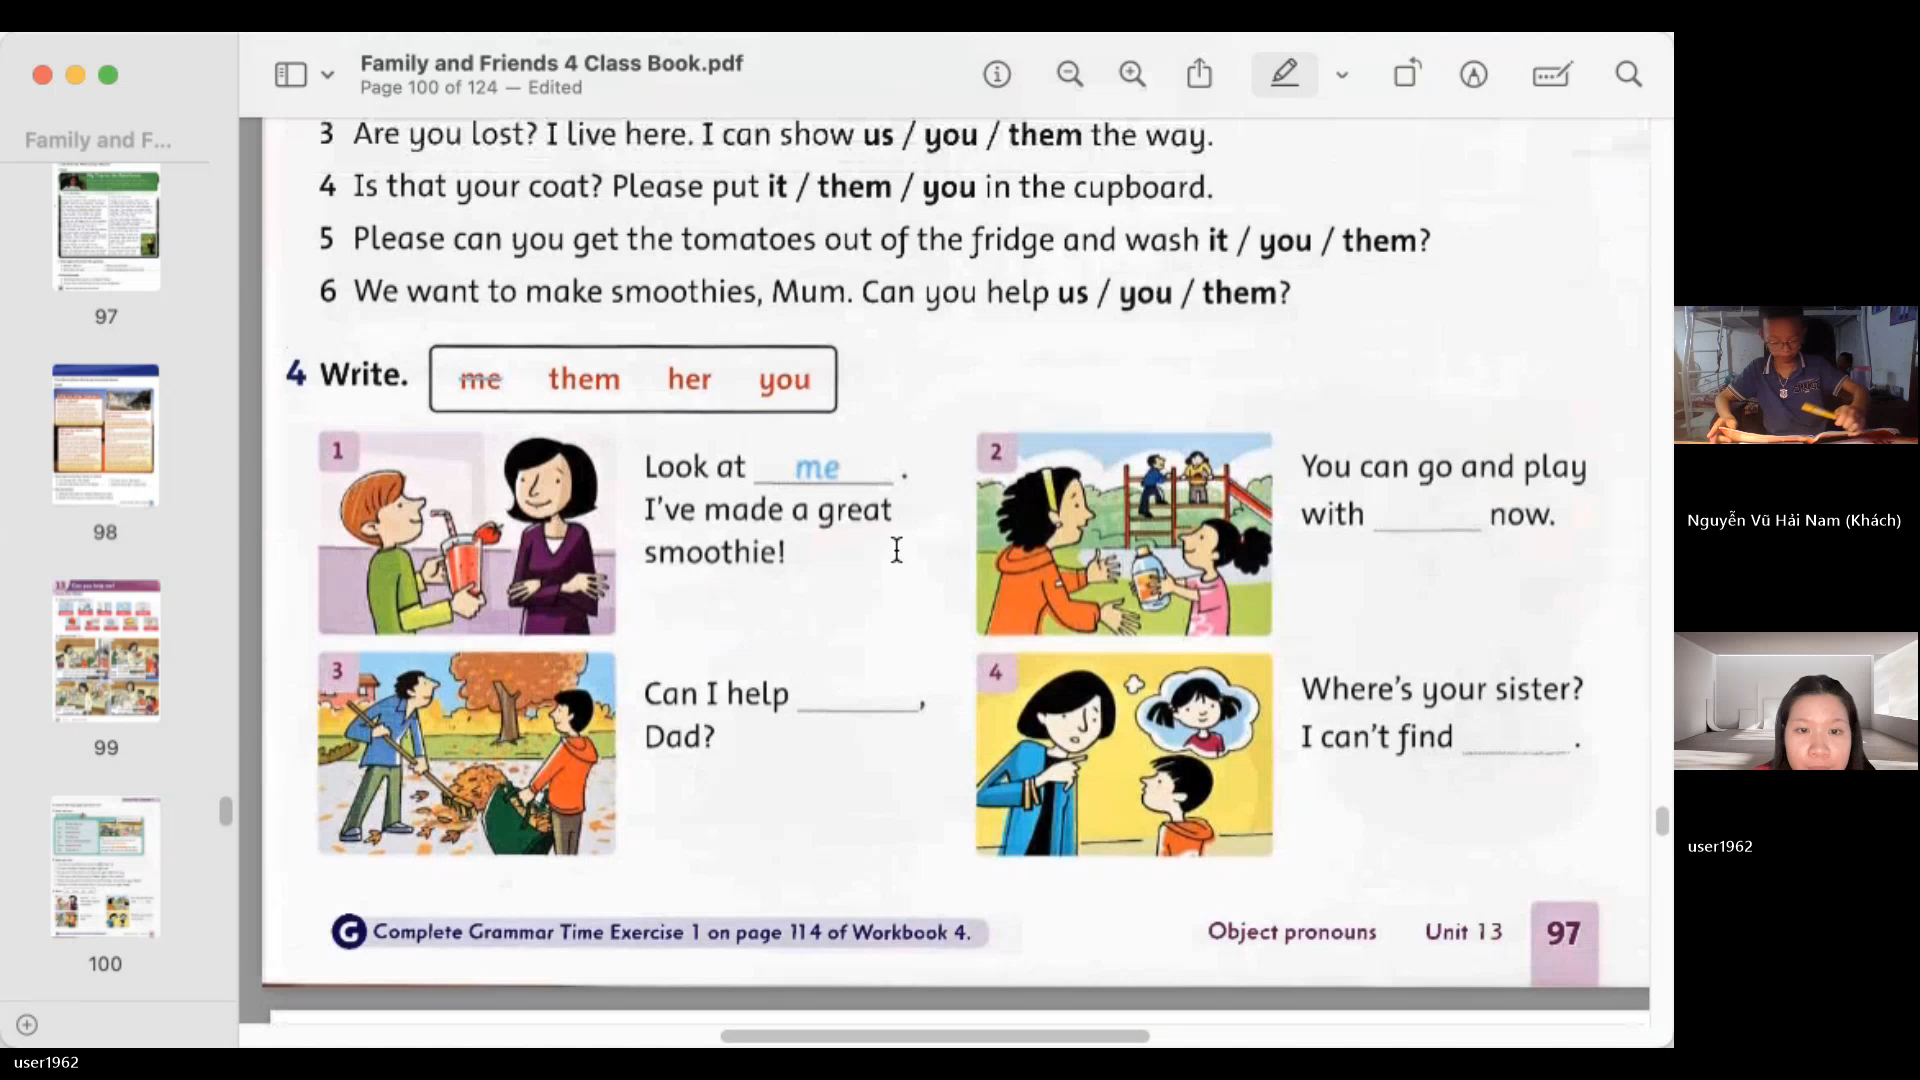 Family and Friends 4 Class Book.pdf
Page 100 of 124 — Edited
Family and F...
97
98
99
100
3 Are you lost? I live here. I can show us / you / them the way.
4 Is that your coat? Please put it / them / you in the cupboard.
5 Please can you get the tomatoes out of the fridge and wash it / you / them?
6 We want to make smoothies, Mum. Can you help us / you / them?
4 Write.
me them her you
1
Look at me .
I've made a great
smoothie!
2
You can go and play
with ______ now.
3
Can I help ______,
Dad?
4
Where's your sister?
I can't find ______ .
G Complete Grammar Time Exercise 1 on page 114 of Workbook 4.
Object pronouns Unit 13 97
Nguyễn Vũ Hải Nam (Khách)
user1962
user1962